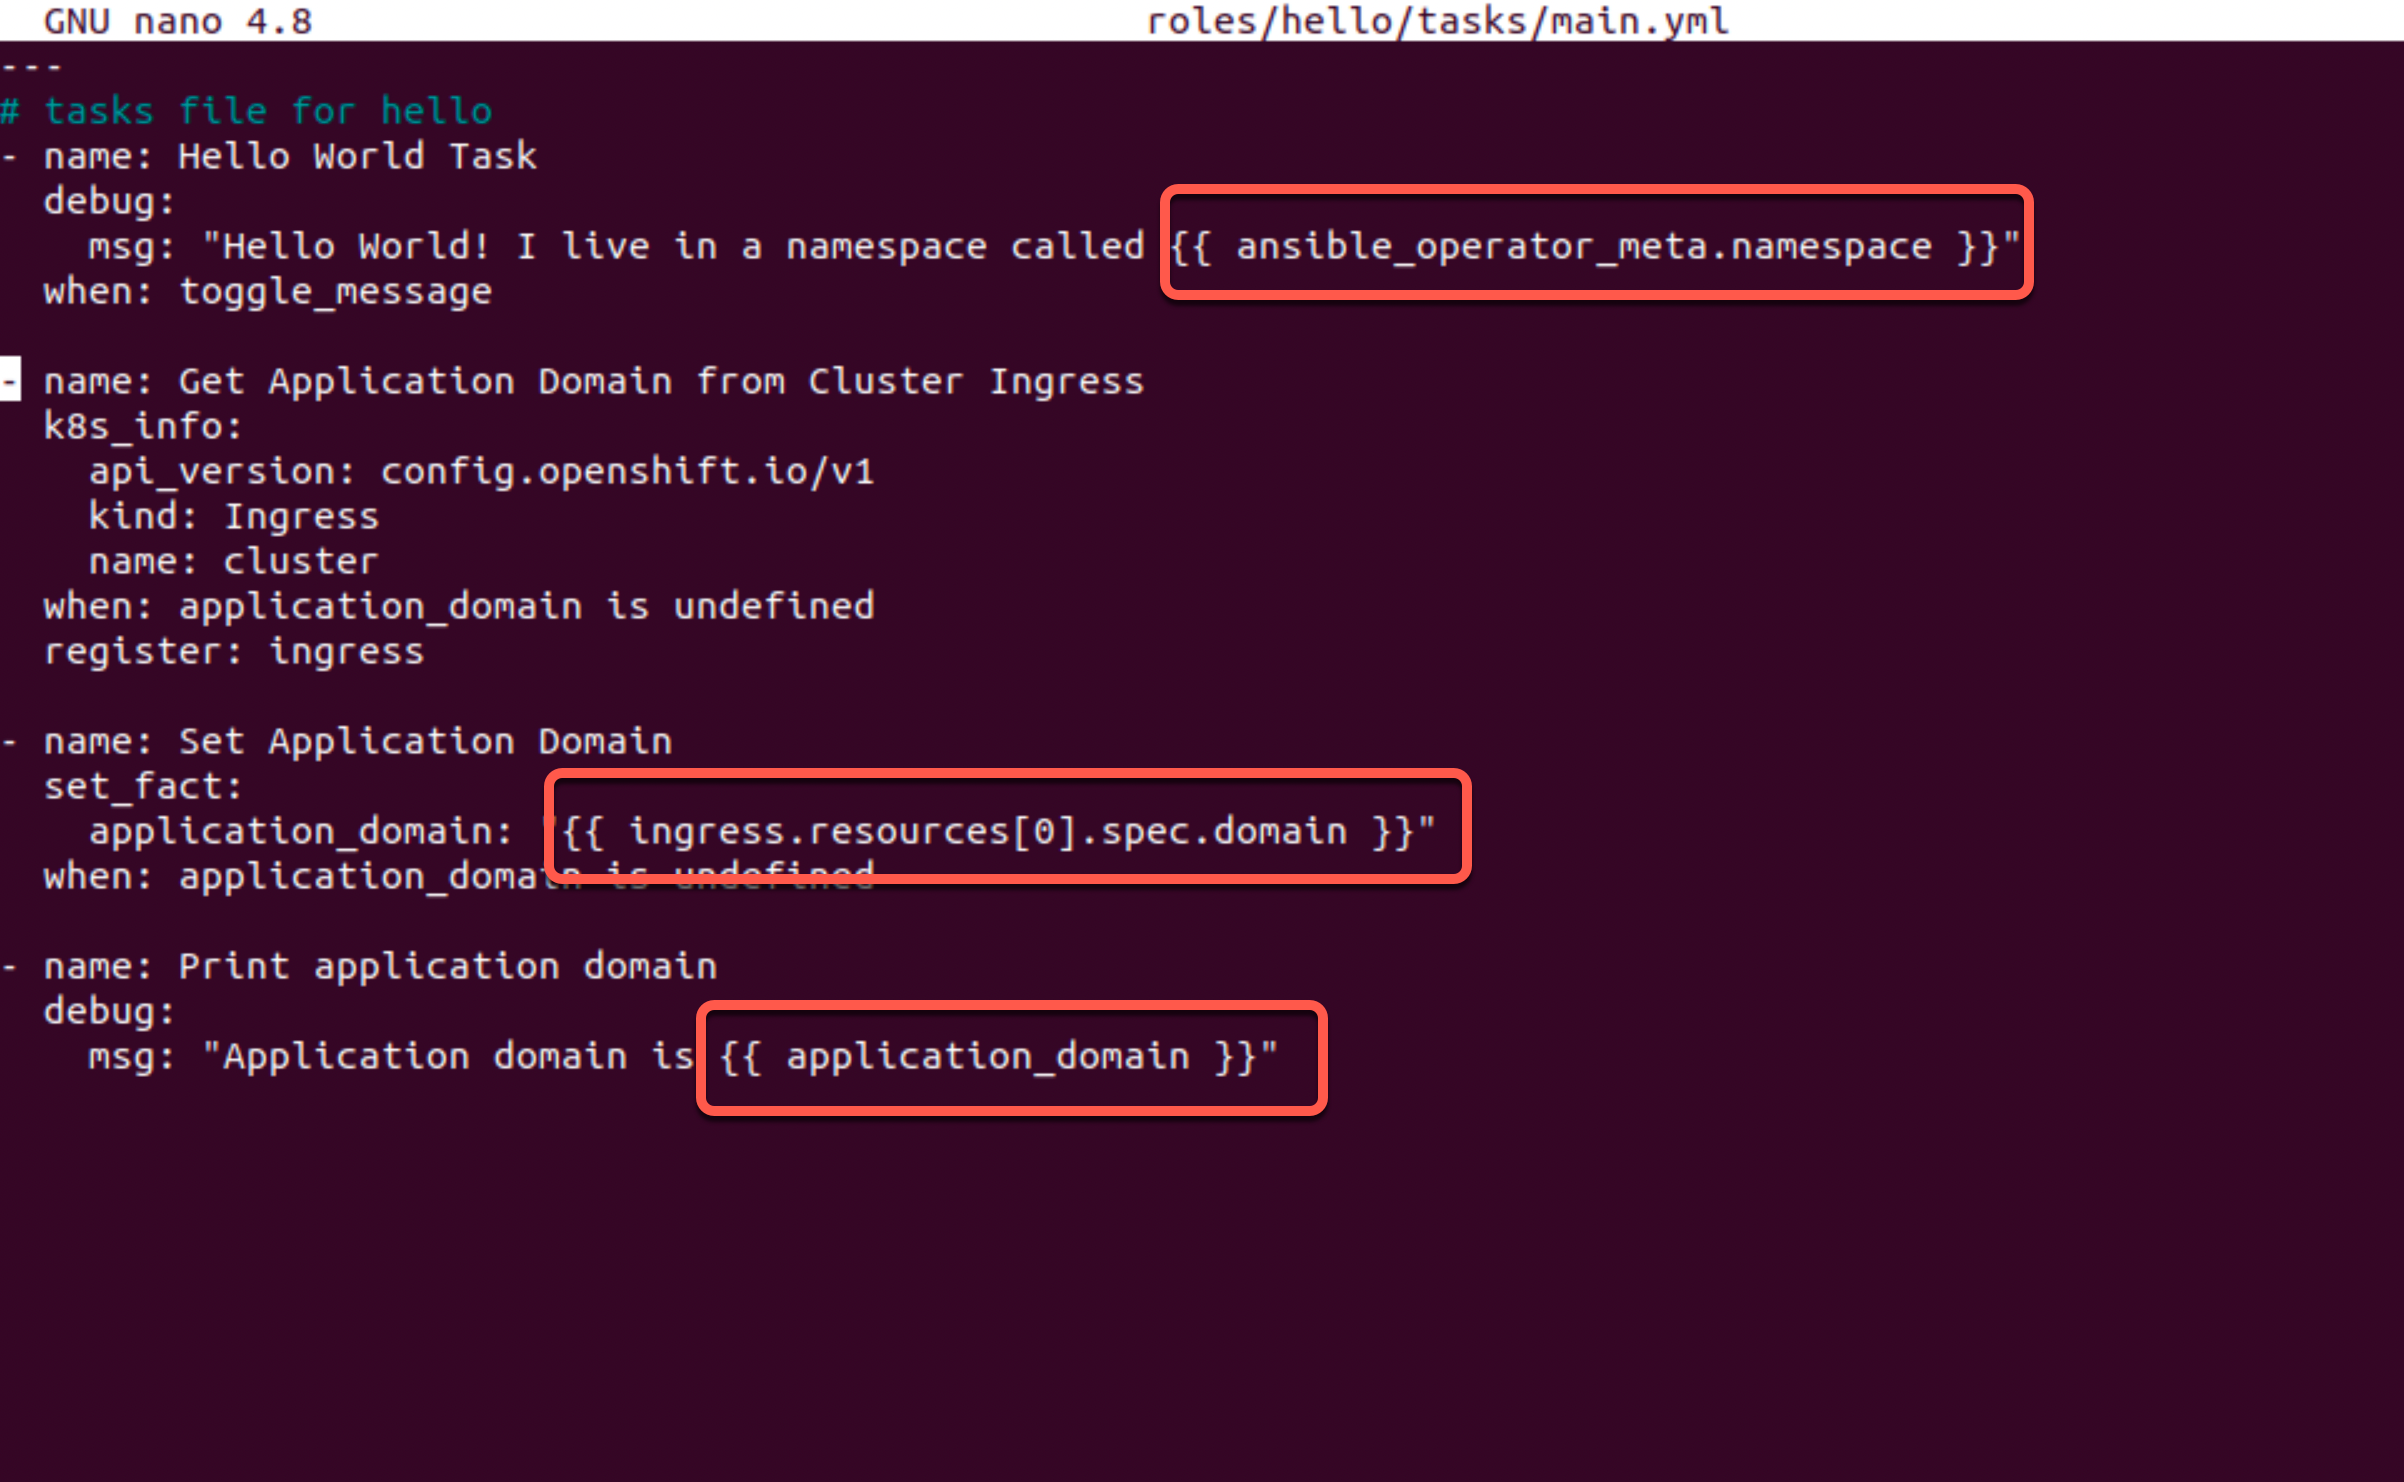 GNU nano 4.8 roles/hello/tasks/main.yml
---
# tasks file for hello
- name: Hello World Task
  debug:
    msg: "Hello World! I live in a namespace called {{ ansible_operator_meta.namespace }}"
  when: toggle_message
- name: Get Application Domain from Cluster Ingress
  k8s_info:
    api_version: config.openshift.io/v1
    kind: Ingress
    name: cluster
  when: application_domain is undefined
  register: ingress
- name: Set Application Domain
  set_fact:
    application_domain: "{{ ingress.resources[0].spec.domain }}"
  when: application_domain is undefined
- name: Print application domain
  debug:
    msg: "Application domain is {{ application_domain }}"